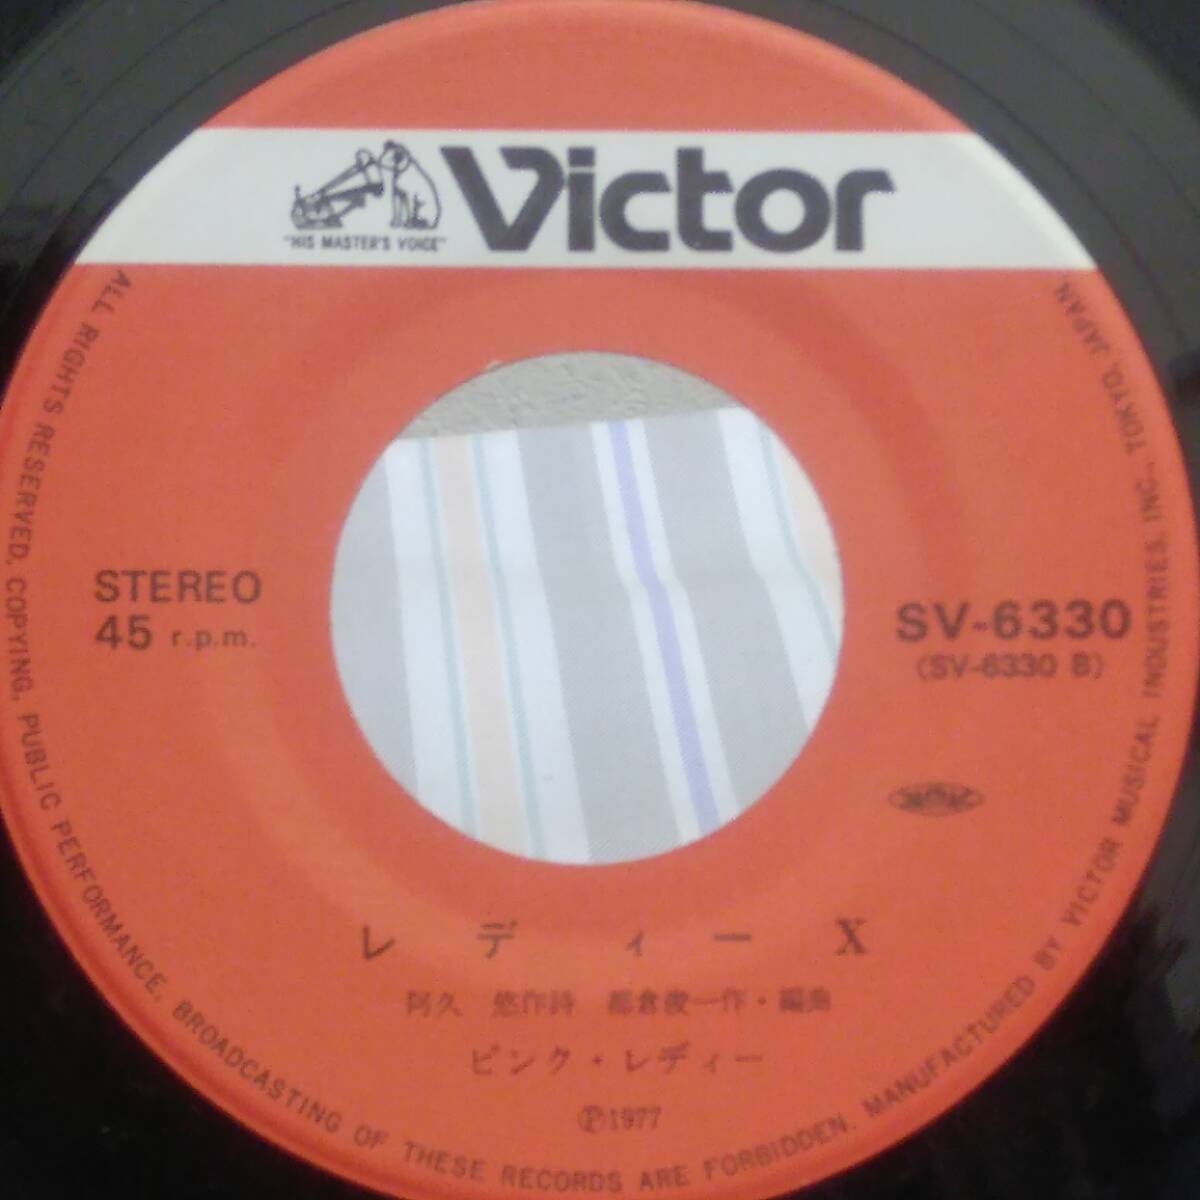 "HIS MASTER'S VOICE"
Victor
STEREO
45 r.p.m.
SV-6330
(SV-6330 B)
レディーX
阿久 悠作詩 都倉俊一作・編曲
ピンク・レディー
Ⓟ1977
ALL RIGHTS RESERVED, COPYING, PUBLIC PERFORMANCE, BROADCASTING OF THESE RECORDS ARE FORBIDDEN. MANUFACTURED BY VICTOR MUSICAL INDUSTRIES, INC., TOKYO, JAPAN.